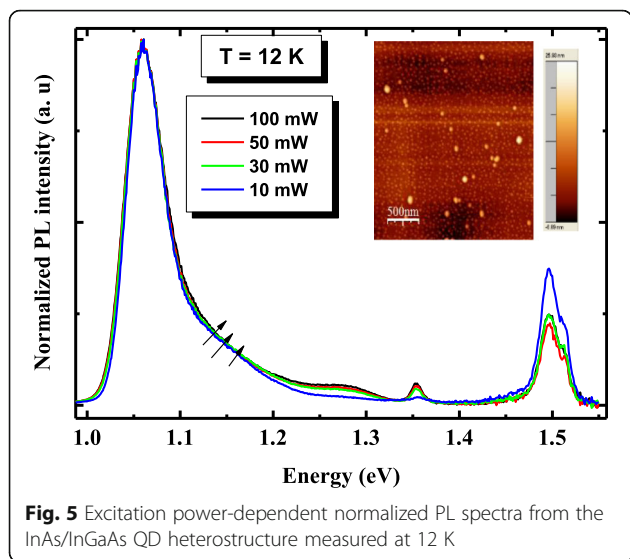 T = 12 K
100 mW
50 mW
30 mW
10 mW
500nm
Normalized PL intensity (a. u)
1.0 1.1 1.2 1.3 1.4 1.5
Energy (eV)
Fig. 5 Excitation power-dependent normalized PL spectra from the
InAs/InGaAs QD heterostructure measured at 12 K